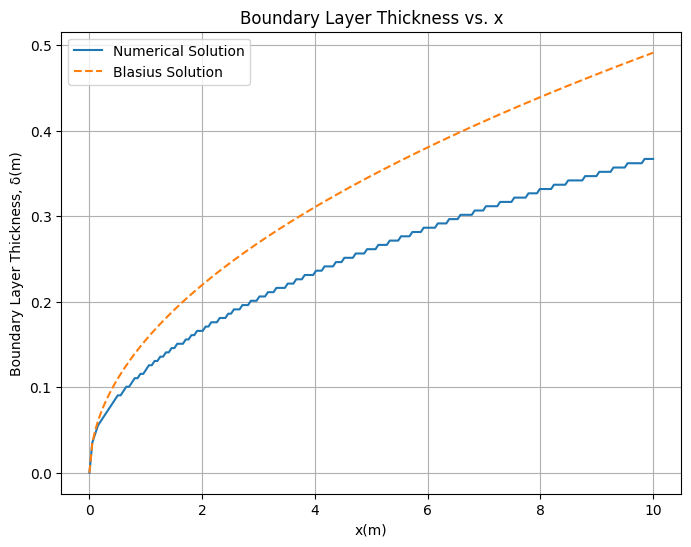 Boundary Layer Thickness vs. x
Numerical Solution
Blasius Solution
Boundary Layer Thickness, δ(m)
0.5
0.4
0.3
0.2
0.1
0.0
0 2 4 6 8 10
x(m)